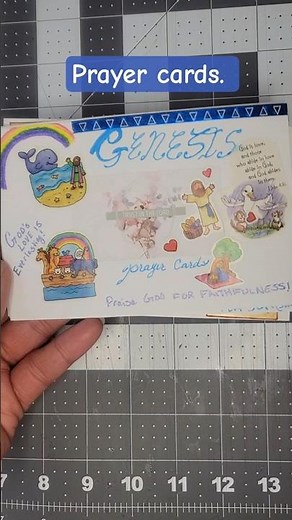 Prayer cards.
GENESIS
God is love,
and those
who abide in love
abide in God,
and God abides
in them.
GOD'S
LOVE IS
Everlasting!
prayer Cards
Praise GOD FOR FAITHFULNESS!
7 8 9 10 11 12 13